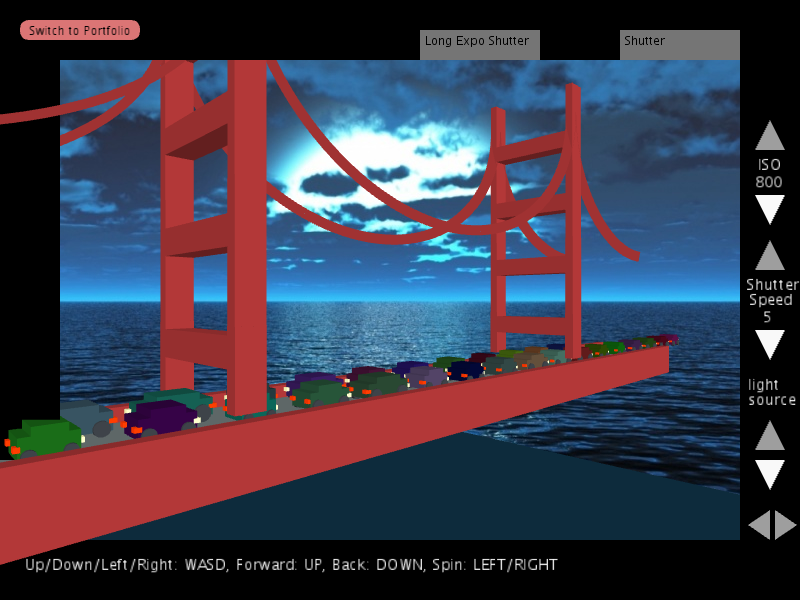 Switch to Portfolio
Long Expo Shutter
Shutter
ISO
800
Shutter
Speed
5
light
source
Up/Down/Left/Right: WASD, Forward: UP, Back: DOWN, Spin: LEFT/RIGHT